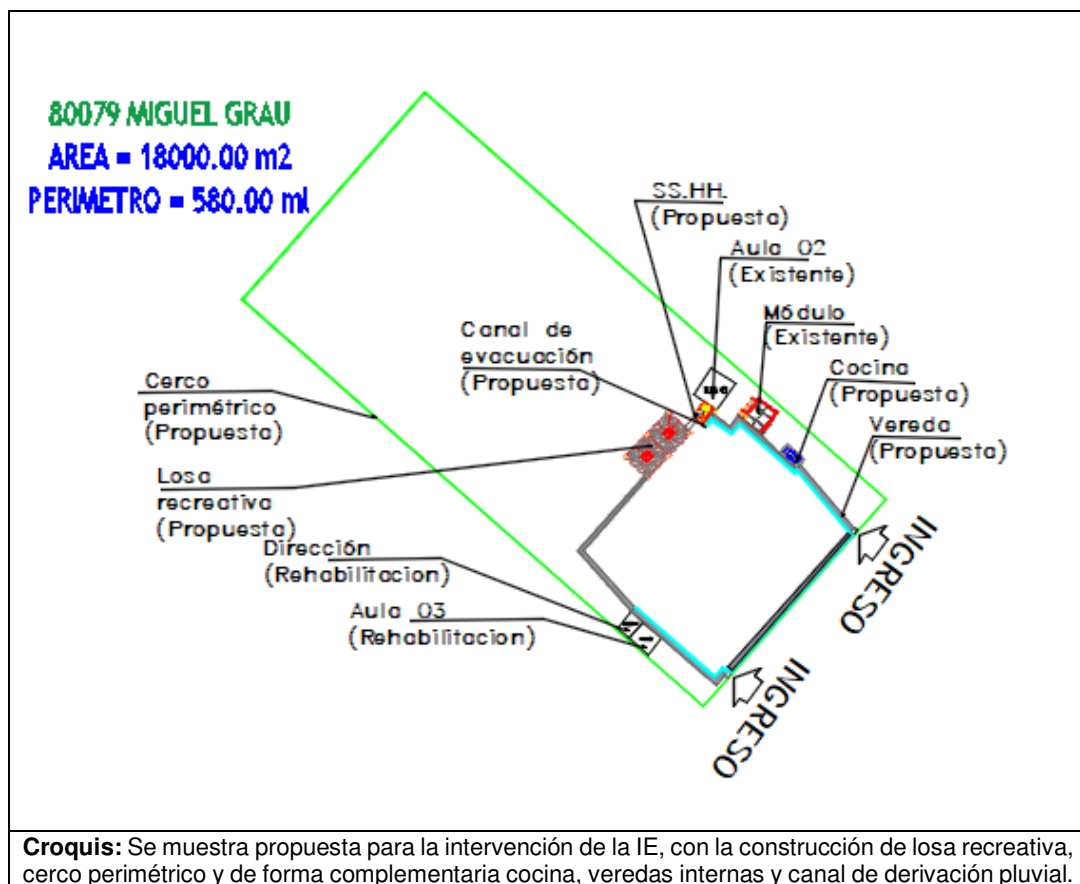 80079 MIGUEL GRAU
AREA = 18000.00 m2
PERIMETRO = 580.00 ml
SS.HH.
(Propuesta)
Aula 02
(Existente)
Módulo
(Existente)
Canal de
evacuación
(Propuesta)
Cocina
(Propuesta)
Cerco
perimétrico
(Propuesta)
Vereda
(Propuesta)
Losa
recreativa
(Propuesta)
Dirección
(Rehabilitacion)
Aula 03
(Rehabilitacion)
INGRESO
INGRESO
Croquis: Se muestra propuesta para la intervención de la IE, con la construcción de losa recreativa,
cerco perimétrico y de forma complementaria cocina, veredas internas y canal de derivación pluvial.